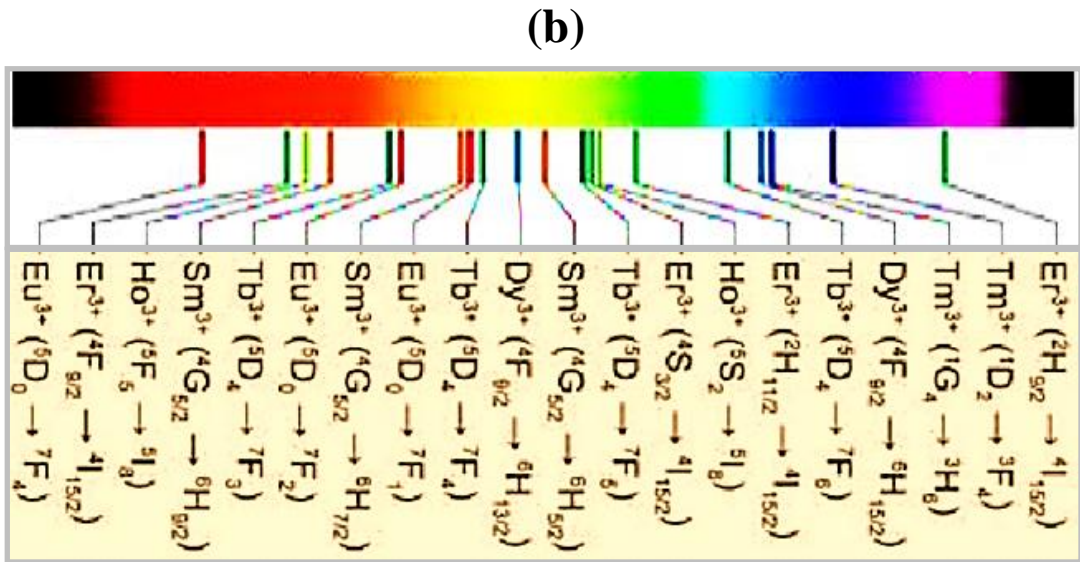 (b)
Eu³⁺ (⁵D₀ → ⁷F₄)
Er³⁺ (⁴F₉/₂ → ⁴I₁₅/₂)
Ho³⁺ (⁵F₅ → ⁵I₈)
Sm³⁺ (⁴G₅/₂ → ⁶H₉/₂)
Tb³⁺ (⁵D₄ → ⁷F₃)
Eu³⁺ (⁵D₀ → ⁷F₂)
Sm³⁺ (⁴G₅/₂ → ⁶H₇/₂)
Eu³⁺ (⁵D₀ → ⁷F₁)
Tb³⁺ (⁵D₄ → ⁷F₄)
Dy³⁺ (⁴F₉/₂ → ⁶H₁₃/₂)
Sm³⁺ (⁴G₅/₂ → ⁶H₅/₂)
Tb³⁺ (⁵D₄ → ⁷F₅)
Er³⁺ (⁴S₃/₂ → ⁴I₁₅/₂)
Ho³⁺ (⁵S₂ → ⁵I₈)
Er³⁺ (²H₁₁/₂ → ⁴I₁₅/₂)
Tb³⁺ (⁵D₄ → ⁷F₆)
Dy³⁺ (⁴F₉/₂ → ⁶H₁₅/₂)
Tm³⁺ (¹G₄ → ³H₆)
Tm³⁺ (¹D₂ → ³F₄)
Er³⁺ (²H₉/₂ → ⁴I₁₅/₂)